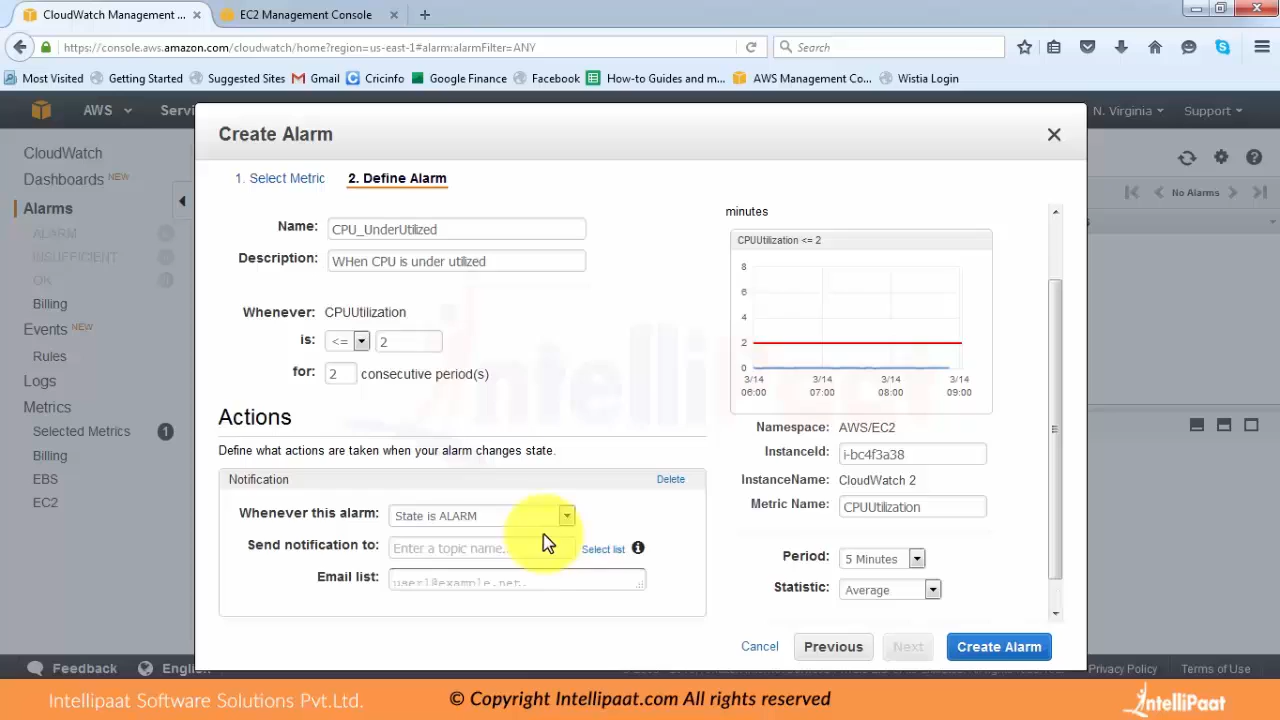 CloudWatch Management ... × EC2 Management Console × +
https://console.aws.amazon.com/cloudwatch/home?region=us-east-1#alarm:alarmFilter=ANY Search
Most Visited Getting Started Suggested Sites Gmail Cricinfo Google Finance Facebook How-to Guides and m... AWS Management Co... Wistia Login
AWS Servi N. Virginia Support
Create Alarm
CloudWatch
Dashboards NEW
Alarms
ALARM
INSUFFICIENT
OK
Billing
Events NEW
Rules
Logs
Metrics
Selected Metrics 1
Billing
EBS
EC2
No Alarms
1. Select Metric 2. Define Alarm
Name: CPU_UnderUtilized
Description: WHen CPU is under utilized
Whenever: CPUUtilization
is: <= 2
for: 2 consecutive period(s)
Actions
Define what actions are taken when your alarm changes state.
Notification Delete
Whenever this alarm: State is ALARM
Send notification to: Enter a topic name... Select list
Email list: user1@example.net..
minutes
CPUUtilization <= 2
8
6
4
2
0
3/14 3/14 3/14 3/14
06:00 07:00 08:00 09:00
Namespace: AWS/EC2
InstanceId: i-bc4f3a38
InstanceName: CloudWatch 2
Metric Name: CPUUtilization
Period: 5 Minutes
Statistic: Average
Cancel Previous Next Create Alarm
Feedback Englis Privacy Policy Terms of Use
Intellipaat
Intellipaat Software Solutions Pvt.Ltd. © Copyright Intellipaat.com All rights reserved IntelliPaat